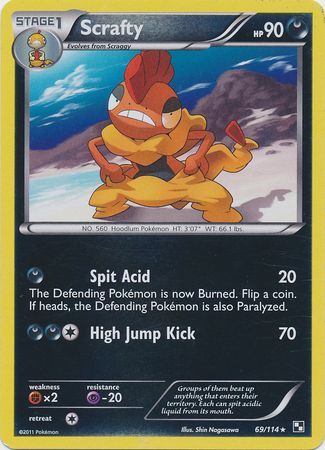 STAGE1
Scrafty
HP 90
Evolves from Scraggy
NO. 560 Hoodlum Pokémon HT: 3'07" WT: 66.1 lbs.
Spit Acid 20
The Defending Pokémon is now Burned. Flip a coin.
If heads, the Defending Pokémon is also Paralyzed.
High Jump Kick 70
weakness resistance
×2 -20
retreat
Groups of them beat up
anything that enters their
territory. Each can spit acidic
liquid from its mouth.
©2011 Pokémon
Illus. Shin Nagasawa
69/114★